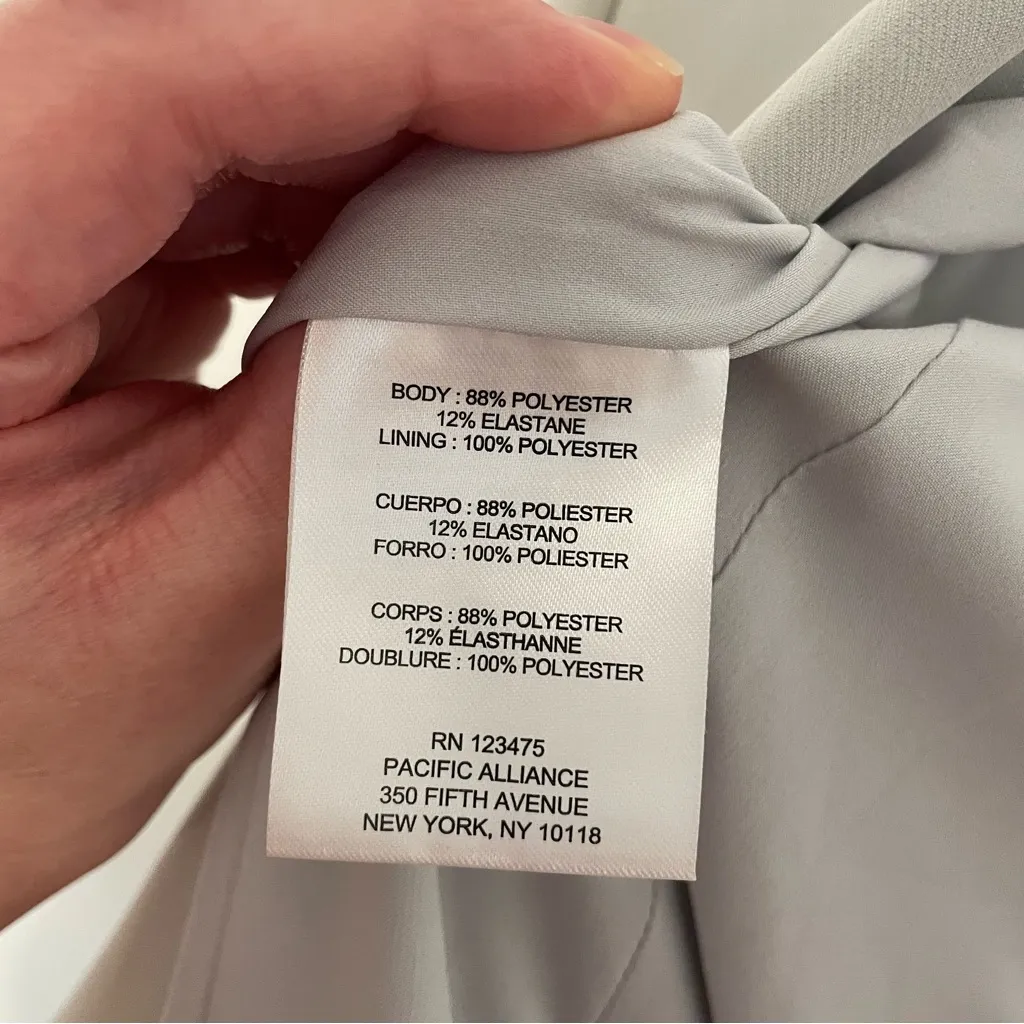 BODY : 88% POLYESTER
12% ELASTANE
LINING : 100% POLYESTER
CUERPO : 88% POLIESTER
12% ELASTANO
FORRO : 100% POLIESTER
CORPS : 88% POLYESTER
12% ÉLASTHANNE
DOUBLURE : 100% POLYESTER
RN 123475
PACIFIC ALLIANCE
350 FIFTH AVENUE
NEW YORK, NY 10118